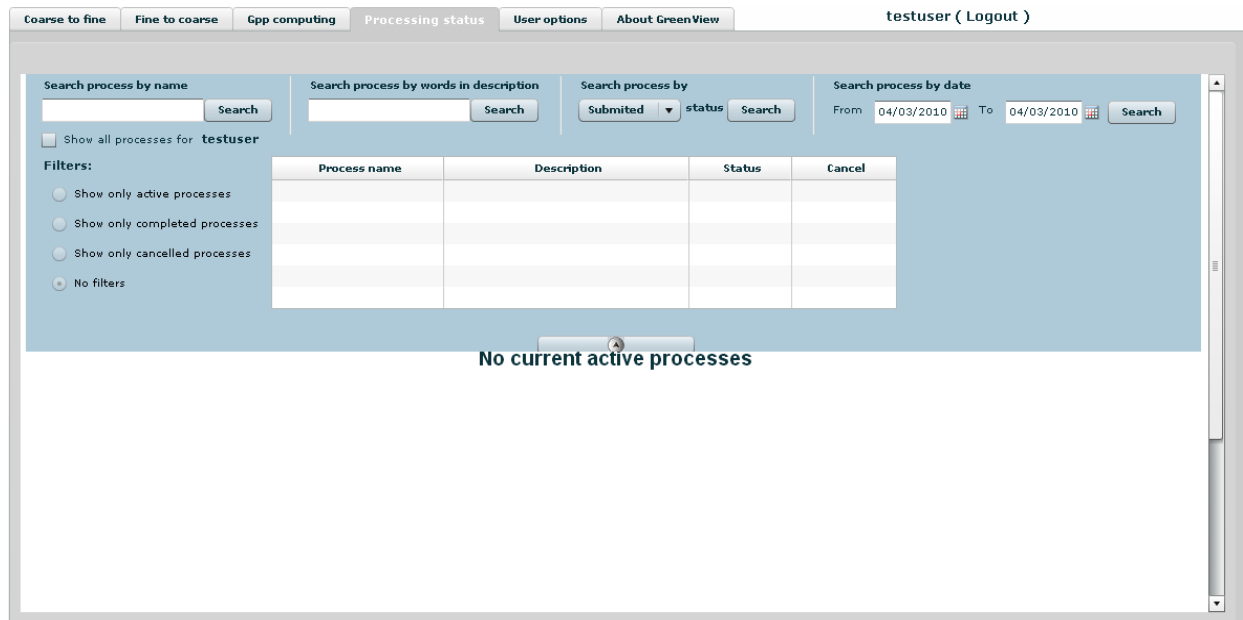 Coarse to fine Fine to coarse Gpp computing Processing status User options About GreenView testuser ( Logout )
Search process by name Search process by words in description Search process by Search process by date
Search Search Submited status Search From 04/03/2010 To 04/03/2010 Search
Show all processes for testuser
Filters:
Process name Description Status Cancel
Show only active processes
Show only completed processes
Show only cancelled processes
No filters
No current active processes